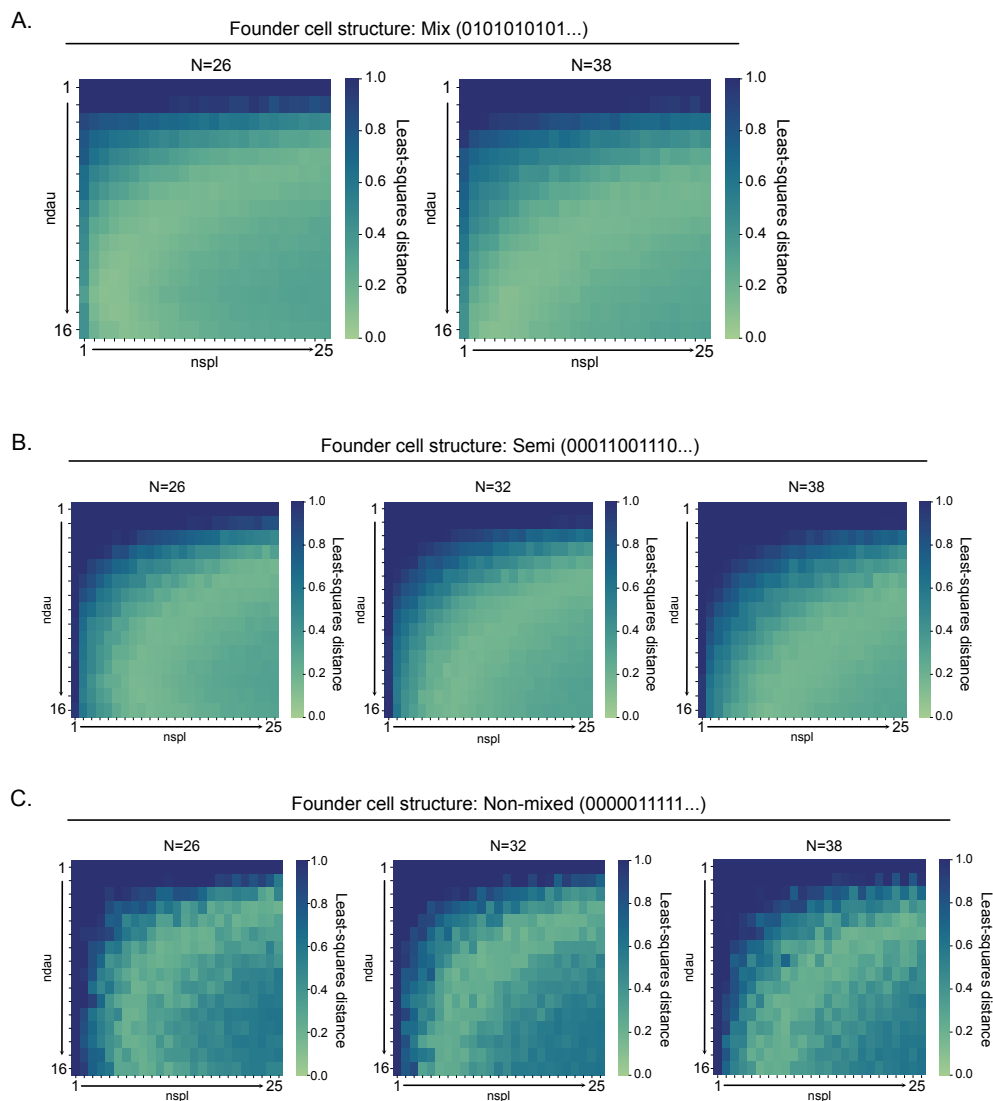 A.
Founder cell structure: Mix (0101010101...)
N=26
N=38
1
ndau
16
1
nspl
25
1.0
0.8
0.6
0.4
0.2
0.0
Least-squares distance
1
ndau
16
1
nspl
25
1.0
0.8
0.6
0.4
0.2
0.0
Least-squares distance
B.
Founder cell structure: Semi (00011001110...)
N=26
N=32
N=38
1
ndau
16
1
nspl
25
1.0
0.8
0.6
0.4
0.2
0.0
Least-squares distance
1
ndau
16
1
nspl
25
1.0
0.8
0.6
0.4
0.2
0.0
Least-squares distance
1
ndau
16
1
nspl
25
1.0
0.8
0.6
0.4
0.2
0.0
Least-squares distance
C.
Founder cell structure: Non-mixed (0000011111...)
N=26
N=32
N=38
1
ndau
16
1
nspl
25
1.0
0.8
0.6
0.4
0.2
0.0
Least-squares distance
1
ndau
16
1
nspl
25
1.0
0.8
0.6
0.4
0.2
0.0
Least-squares distance
1
ndau
16
1
nspl
25
1.0
0.8
0.6
0.4
0.2
0.0
Least-squares distance